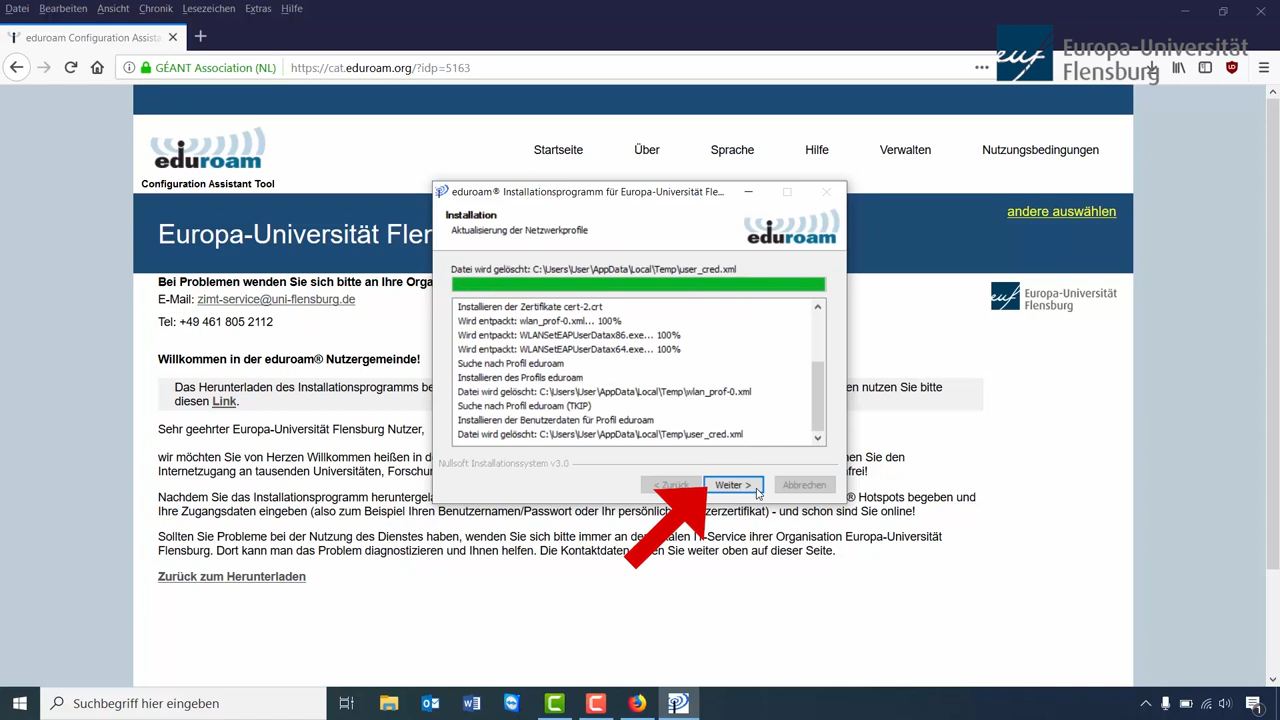 Datei Bearbeiten Ansicht Chronik Lesezeichen Extras Hilfe
eduroam Configuration Assista
GÉANT Association (NL) https://cat.eduroam.org/?idp=5163
euf Europa-Universität
Flensburg
eduroam
Configuration Assistant Tool
Startseite Über Sprache Hilfe Verwalten Nutzungsbedingungen
Europa-Universität Flen
andere auswählen
Bei Problemen wenden Sie sich bitte an Ihre Orga
E-Mail: zimt-service@uni-flensburg.de
Tel: +49 461 805 2112
euf Europa-Universität
Flensburg
Willkommen in der eduroam® Nutzergemeinde!
Das Herunterladen des Installationsprogramms be en nutzen Sie bitte
diesen Link.
Sehr geehrter Europa-Universität Flensburg Nutzer,
wir möchten Sie von Herzen Willkommen heißen in d en Sie den
Internetzugang an tausenden Universitäten, Forschu frei!
Nachdem Sie das Installationsprogramm heruntergela ® Hotspots begeben und
Ihre Zugangsdaten eingeben (also zum Beispiel Ihren Benutzernamen/Passwort oder Ihr persönlic zerzertifikat) - und schon sind Sie online!
Sollten Sie Probleme bei der Nutzung des Dienstes haben, wenden Sie sich bitte immer an de alen IT-Service ihrer Organisation Europa-Universität
Flensburg. Dort kann man das Problem diagnostizieren und Ihnen helfen. Die Kontaktdaten en Sie weiter oben auf dieser Seite.
Zurück zum Herunterladen
eduroam® Installationsprogramm für Europa-Universität Fle...
Installation
Aktualisierung der Netzwerkprofile
eduroam
Datei wird gelöscht: C:\Users\User\AppData\Local\Temp\user_cred.xml
Installieren der Zertifikate cert-2.crt
Wird entpackt: wlan_prof-0.xml... 100%
Wird entpackt: WLANSetEAPUserDatax86.exe... 100%
Wird entpackt: WLANSetEAPUserDatax64.exe... 100%
Suche nach Profil eduroam
Installieren des Profils eduroam
Datei wird gelöscht: C:\Users\User\AppData\Local\Temp\wlan_prof-0.xml
Suche nach Profil eduroam (TKIP)
Installieren der Benutzerdaten für Profil eduroam
Datei wird gelöscht: C:\Users\User\AppData\Local\Temp\user_cred.xml
Nullsoft Installationssystem v3.0
< Zurück Weiter > Abbrechen
Suchbegriff hier eingeben